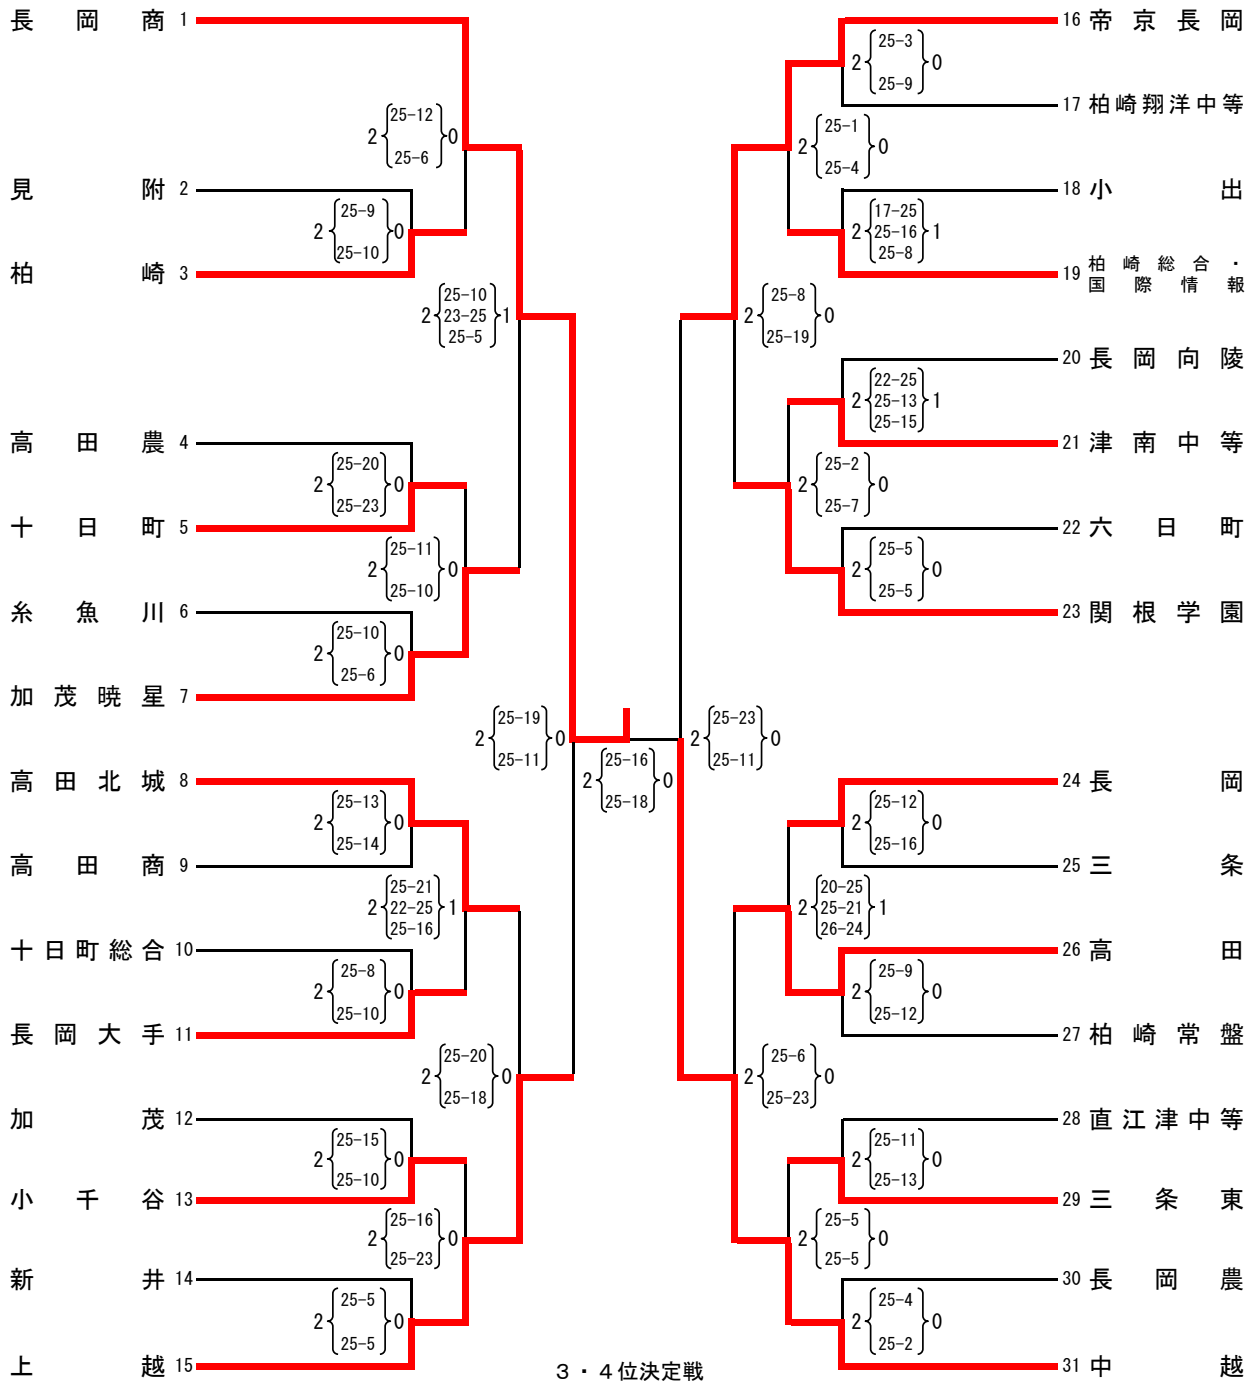 長岡商 1
25-12
2 0
25-6
見附 2
25-9
2 0
25-10
柏崎 3
25-10
2 23-25 1
25-5
高田農 4
25-20
2 0
25-23
十日町 5
25-11
2 0
25-10
糸魚川 6
25-10
2 0
25-6
加茂暁星 7
25-19
2 0
25-11
高田北城 8
25-13
2 0
25-14
高田商 9
25-21
2 22-25 1
25-16
十日町総合 10
25-8
2 0
25-10
長岡大手 11
25-20
2 0
25-18
加茂 12
25-15
2 0
25-10
小千谷 13
25-16
2 0
25-23
新井 14
25-5
2 0
25-5
上越 15
25-16
2 0
25-18
3・4位決定戦
16 帝京長岡
25-3
2 0
25-9
17 柏崎翔洋中等
25-1
2 0
25-4
18 小出
17-25
2 25-16 1
25-8
19 柏崎総合・
国際情報
25-8
2 0
25-19
20 長岡向陵
22-25
2 25-13 1
25-15
21 津南中等
25-2
2 0
25-7
22 六日町
25-5
2 0
25-5
23 関根学園
25-23
2 0
25-11
24 長岡
25-12
2 0
25-16
25 三条
20-25
2 25-21 1
26-24
26 高田
25-9
2 0
25-12
27 柏崎常盤
25-6
2 0
25-23
28 直江津中等
25-11
2 0
25-13
29 三条東
25-5
2 0
25-5
30 長岡農
25-4
2 0
25-2
31 中越